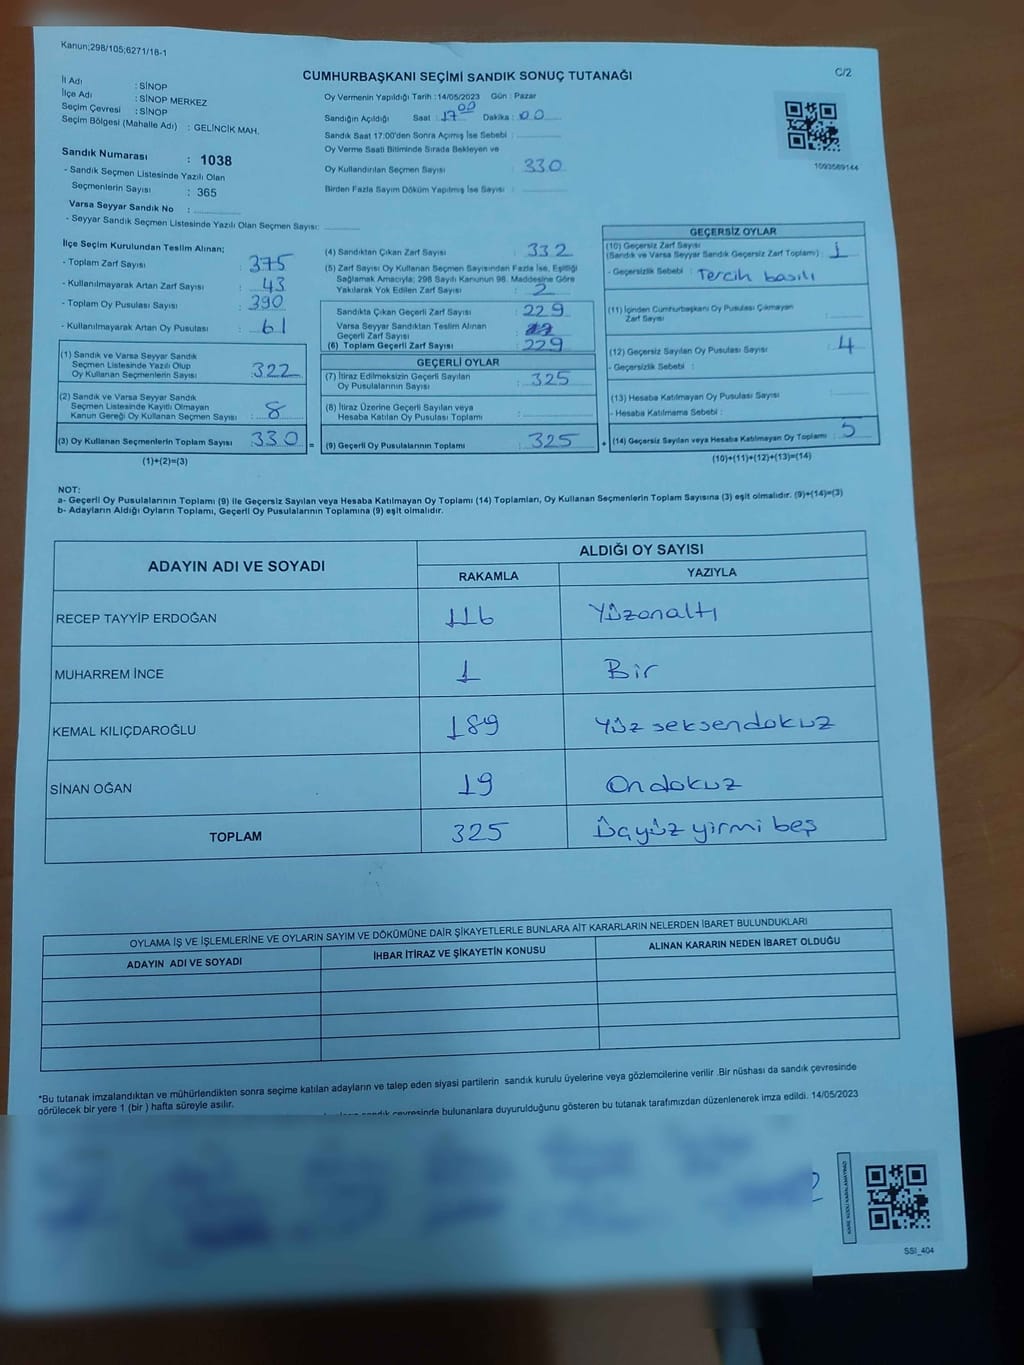 Kanun;298/105;6271/18-1
CUMHURBAŞKANI SEÇİMİ SANDIK SONUÇ TUTANAĞI
C/2
İl Adı : SİNOP
İlçe Adı : SİNOP MERKEZ
Seçim Çevresi : SİNOP
Seçim Bölgesi (Mahalle Adı) : GELİNCİK MAH.
Sandık Numarası : 1038
- Sandık Seçmen Listesinde Yazılı Olan
Seçmenlerin Sayısı : 365
Varsa Seyyar Sandık No :
- Seyyar Sandık Seçmen Listesinde Yazılı Olan Seçmen Sayısı:
Oy Vermenin Yapıldığı Tarih : 14/05/2023 Gün : Pazar
Sandığın Açıldığı Saat : 17.00 Dakika : 00
Sandık Saat 17:00'den Sonra Açımış İse Sebebi :
Oy Verme Saati Bitiminde Sırada Bekleyen ve
Oy Kullandırılan Seçmen Sayısı : 330
Birden Fazla Sayım Döküm Yapılmış İse Sayısı :
1093569144
İlçe Seçim Kurulundan Teslim Alınan;
- Toplam Zarf Sayısı : 375
- Kullanılmayarak Artan Zarf Sayısı : 43
- Toplam Oy Pusulası Sayısı : 390
- Kullanılmayarak Artan Oy Pusulası : 61
(1) Sandık ve Varsa Seyyar Sandık
Seçmen Listesinde Yazılı Olup
Oy Kullanan Seçmenlerin Sayısı : 322
(2) Sandık ve Varsa Seyyar Sandık
Seçmen Listesinde Kayıtlı Olmayan
Kanun Gereği Oy Kullanan Seçmen Sayısı : 8
(3) Oy Kullanan Seçmenlerin Toplam Sayısı : 330 =
(1)+(2)=(3)
(4) Sandıktan Çıkan Zarf Sayısı : 332
(5) Zarf Sayısı Oy Kullanan Seçmen Sayısından Fazla İse, Eşitliği
Sağlamak Amacıyla; 298 Sayılı Kanunun 98. Maddesine Göre
Yakılarak Yok Edilen Zarf Sayısı : 2
Sandıkta Çıkan Geçerli Zarf Sayısı : 229
Varsa Seyyar Sandıktan Teslim Alınan
Geçerli Zarf Sayısı :
(6) Toplam Geçerli Zarf Sayısı : 229
GEÇERLİ OYLAR
(7) İtiraz Edilmeksizin Geçerli Sayılan
Oy Pusulalarının Sayısı : 325
(8) İtiraz Üzerine Geçerli Sayılan veya
Hesaba Katılan Oy Pusulası Toplamı :
(9) Geçerli Oy Pusulalarının Toplamı : 325 +
GEÇERSİZ OYLAR
(10) Geçersiz Zarf Sayısı
(Sandık ve Varsa Seyyar Sandık Geçersiz Zarf Toplamı) : 1
- Geçersizlik Sebebi : Tercih basılı
(11) İçinden Cumhurbaşkanı Oy Pusulası Çıkmayan
Zarf Sayısı :
(12) Geçersiz Sayılan Oy Pusulası Sayısı : 4
- Geçersizlik Sebebi :
(13) Hesaba Katılmayan Oy Pusulası Sayısı :
- Hesaba Katılmama Sebebi :
(14) Geçersiz Sayılan veya Hesaba Katılmayan Oy Toplamı : 5
(10)+(11)+(12)+(13)=(14)
NOT:
a- Geçerli Oy Pusulalarının Toplamı (9) ile Geçersiz Sayılan veya Hesaba Katılmayan Oy Toplamı (14) Toplamları, Oy Kullanan Seçmenlerin Toplam Sayısına (3) eşit olmalıdır. (9)+(14)=(3)
b- Adayların Aldığı Oyların Toplamı, Geçerli Oy Pusulalarının Toplamına (9) eşit olmalıdır.
ADAYIN ADI VE SOYADI
ALDIĞI OY SAYISI
RAKAMLA YAZIYLA
RECEP TAYYİP ERDOĞAN 116 Yüzonaltı
MUHARREM İNCE 1 Bir
KEMAL KILIÇDAROĞLU 189 Yüz seksendokuz
SİNAN OĞAN 19 Ondokuz
TOPLAM 325 Üçyüz yirmi beş
OYLAMA İŞ VE İŞLEMLERİNE VE OYLARIN SAYIM VE DÖKÜMÜNE DAİR ŞİKAYETLERLE BUNLARA AİT KARARLARIN NELERDEN İBARET BULUNDUKLARI
ADAYIN ADI VE SOYADI İHBAR İTİRAZ VE ŞİKAYETİN KONUSU ALINAN KARARIN NEDEN İBARET OLDUĞU
*Bu tutanak imzalandıktan ve mühürlendikten sonra seçime katılan adayların ve talep eden siyasi partilerin sandık kurulu üyelerine veya gözlemcilerine verilir .Bir nüshası da sandık çevresinde
görülecek bir yere 1 (bir ) hafta süreyle asılır.
sandık çevresinde bulunanlara duyurulduğunu gösteren bu tutanak tarafımızdan düzenlenerek imza edildi. 14/05/2023
KARE KODU KARALAMAYINIZ
SSI_404